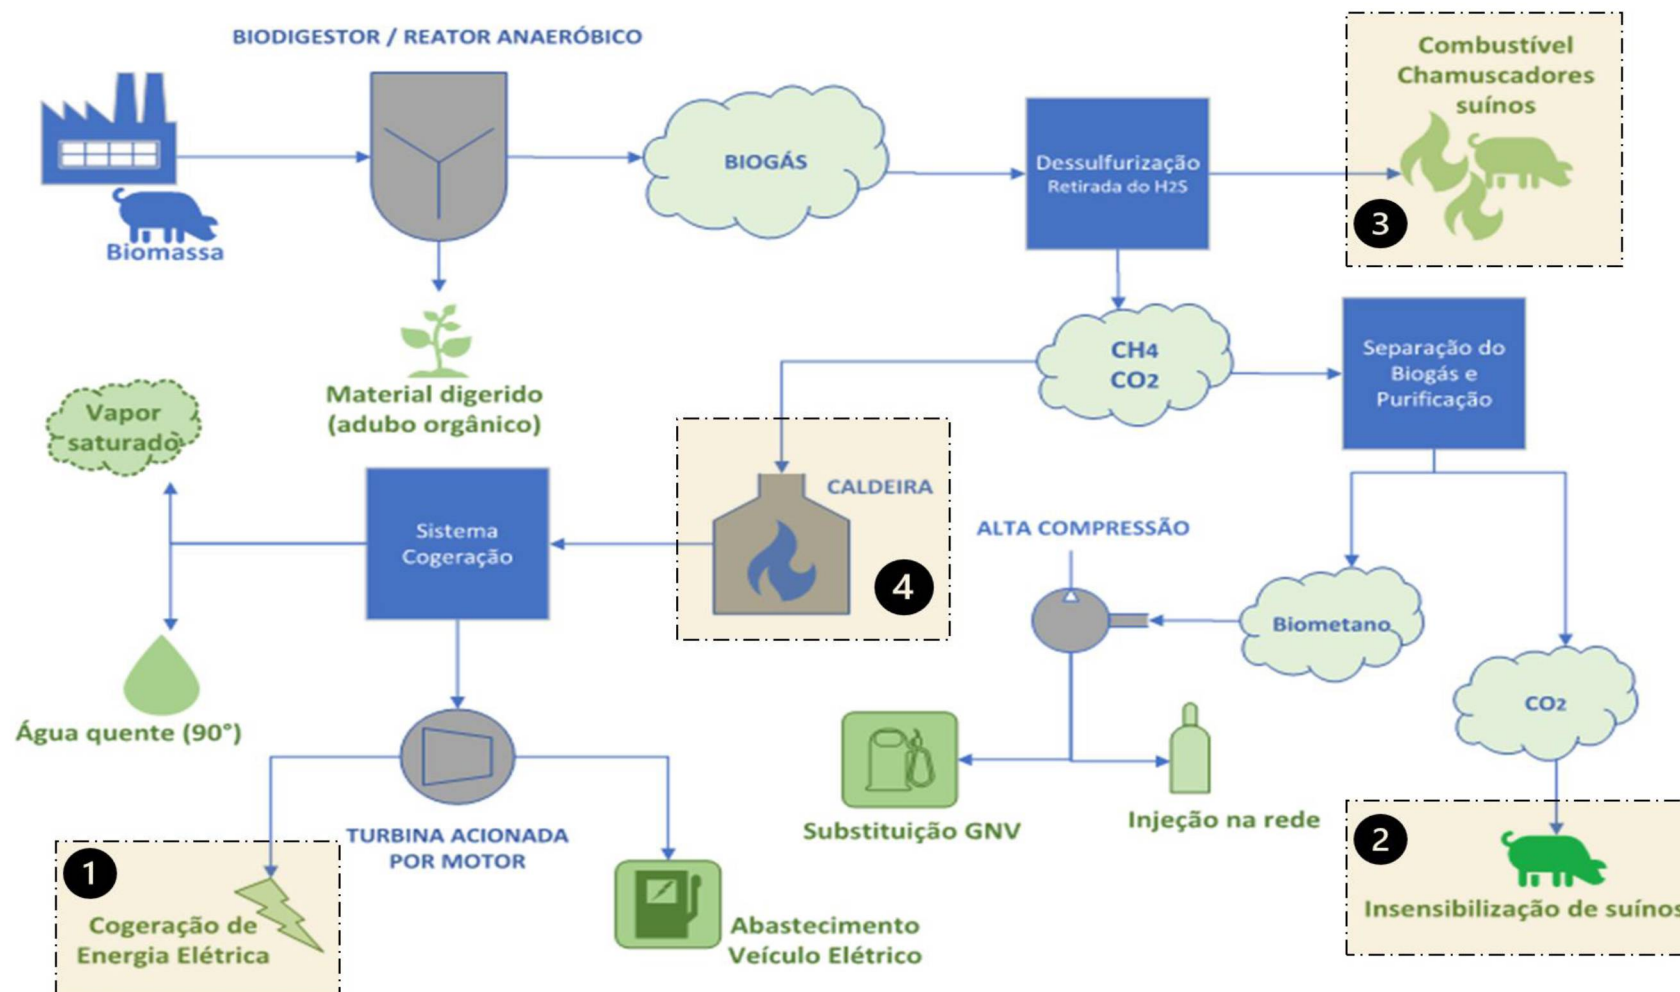 BIODIGESTOR / REATOR ANAERÓBICO
Biomassa
BIOGÁS
Dessulfurização
Retirada do H2S
Combustível
Chamuscadores
suínos
3
Material digerido
(adubo orgânico)
CH4
CO2
Separação do
Biogás e
Purificação
Vapor
saturado
Sistema
Cogeração
CALDEIRA
4
ALTA COMPRESSÃO
Biometano
CO2
Água quente (90°)
TURBINA ACIONADA
POR MOTOR
Substituição GNV
Injeção na rede
1
Cogeração de
Energia Elétrica
Abastecimento
Veículo Elétrico
2
Insensibilização de suínos